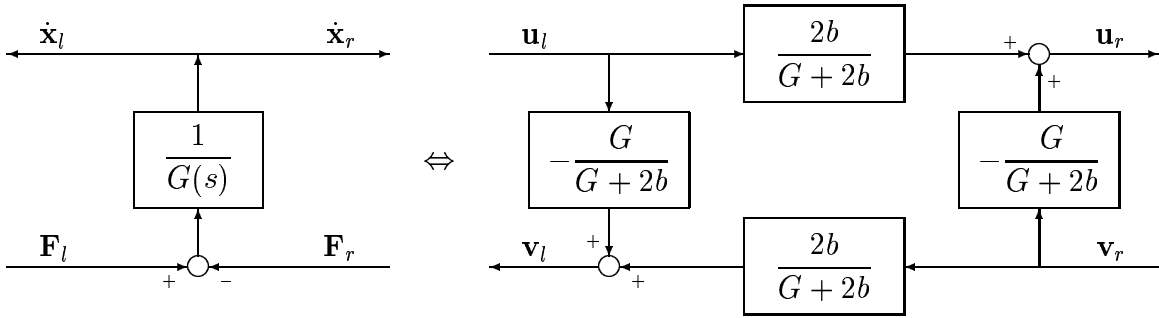 ẋ_l ẋ_r
1
G(s)
F_l F_r
+ −
⇔
u_l 2b + u_r
G + 2b +
G G
− G + 2b − G + 2b
+
v_l + 2b v_r
G + 2b